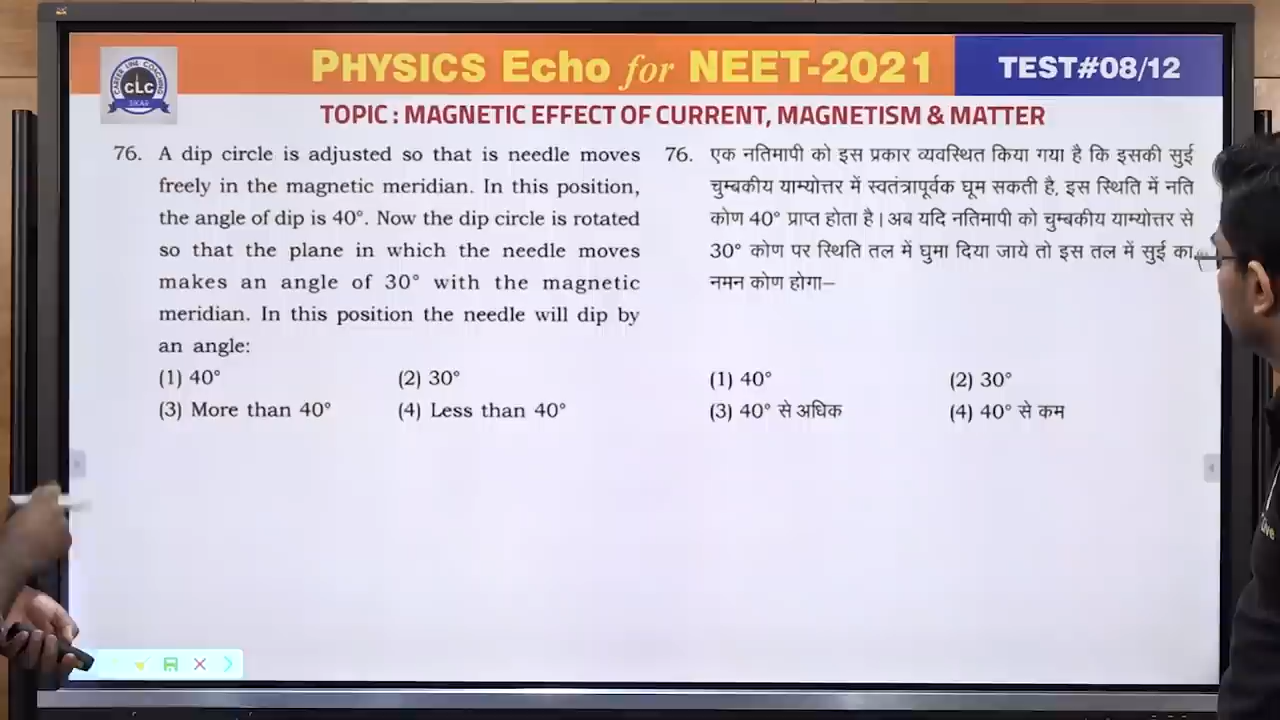 PHYSICS Echo for NEET-2021
TEST#08/12
CAREER LINE COACHING
CLC
SIKAR
TOPIC : MAGNETIC EFFECT OF CURRENT, MAGNETISM & MATTER
76. A dip circle is adjusted so that is needle moves
freely in the magnetic meridian. In this position,
the angle of dip is 40°. Now the dip circle is rotated
so that the plane in which the needle moves
makes an angle of 30° with the magnetic
meridian. In this position the needle will dip by
an angle:
(1) 40° (2) 30°
(3) More than 40° (4) Less than 40°
76. एक नतिमापी को इस प्रकार व्यवस्थित किया गया है कि इसकी सुई
चुम्बकीय याम्योत्तर में स्वतंत्रापूर्वक घूम सकती है, इस स्थिति में नति
कोण 40° प्राप्त होता है। अब यदि नतिमापी को चुम्बकीय याम्योत्तर से
30° कोण पर स्थिति तल में घुमा दिया जाये तो इस तल में सुई का
नमन कोण होगा–
(1) 40° (2) 30°
(3) 40° से अधिक (4) 40° से कम